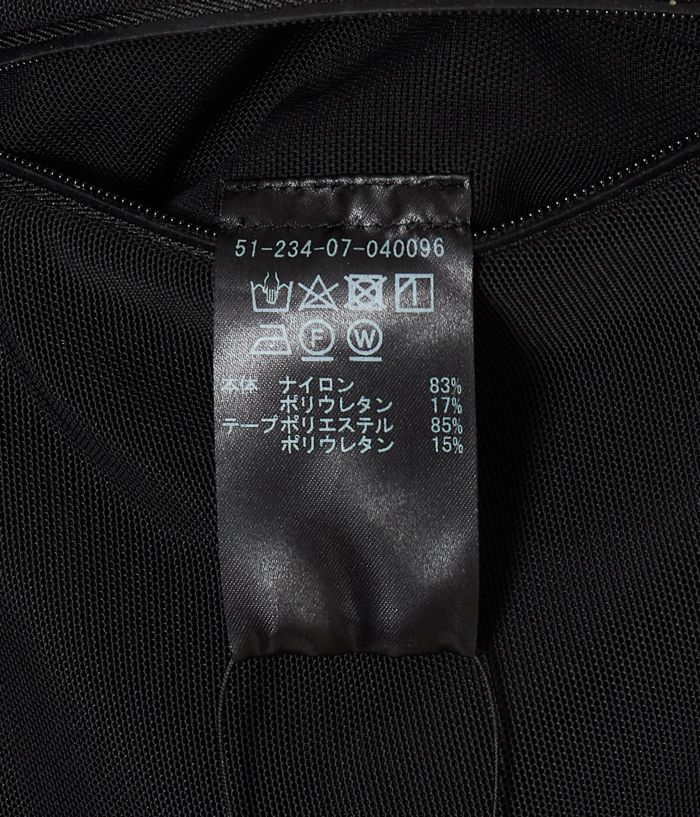 51-234-07-040096
F W
本体 ナイロン 83%
ポリウレタン 17%
テープポリエステル 85%
ポリウレタン 15%